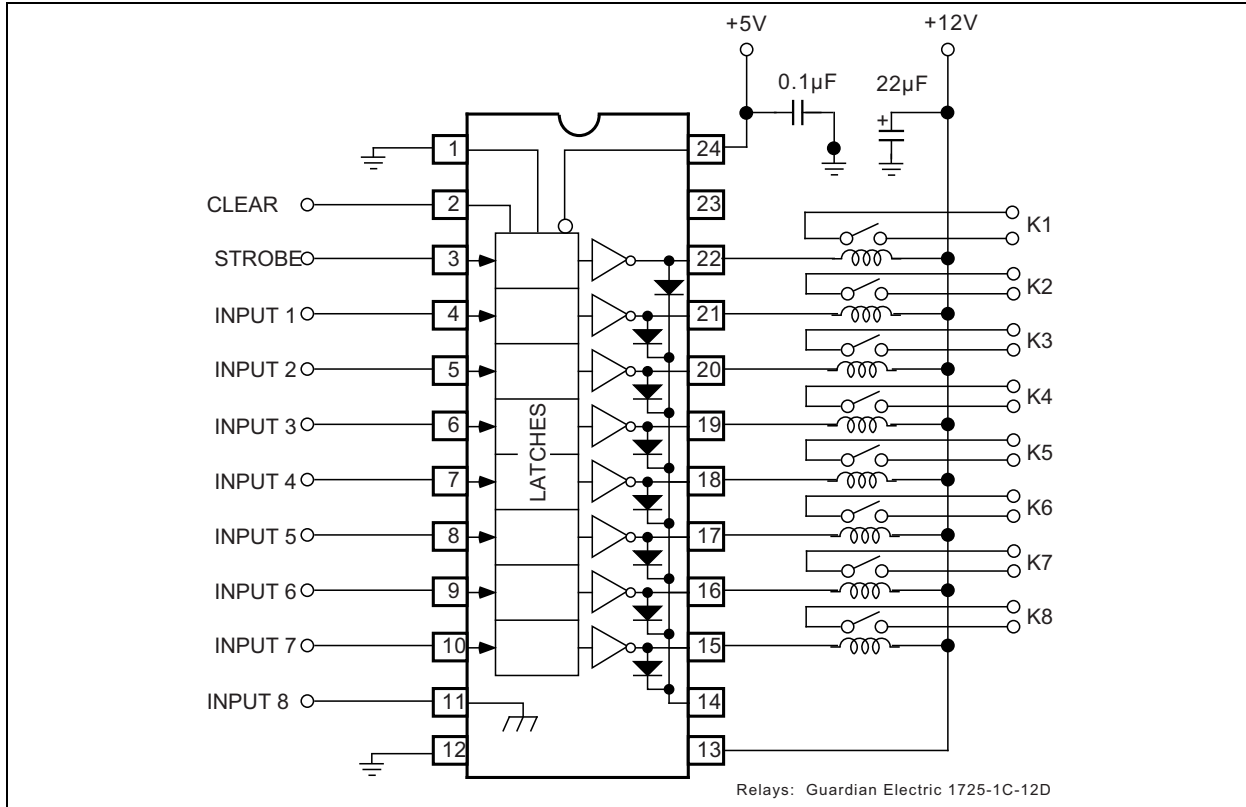 +5V
+12V
0.1µF
22µF
+
1
24
CLEAR
2
23
K1
STROBE
3
22
K2
INPUT 1
4
21
K3
INPUT 2
5
20
K4
INPUT 3
6
19
LATCHES
K5
INPUT 4
7
18
K6
INPUT 5
8
17
K7
INPUT 6
9
16
K8
INPUT 7
10
15
INPUT 8
11
14
12
13
Relays: Guardian Electric 1725-1C-12D